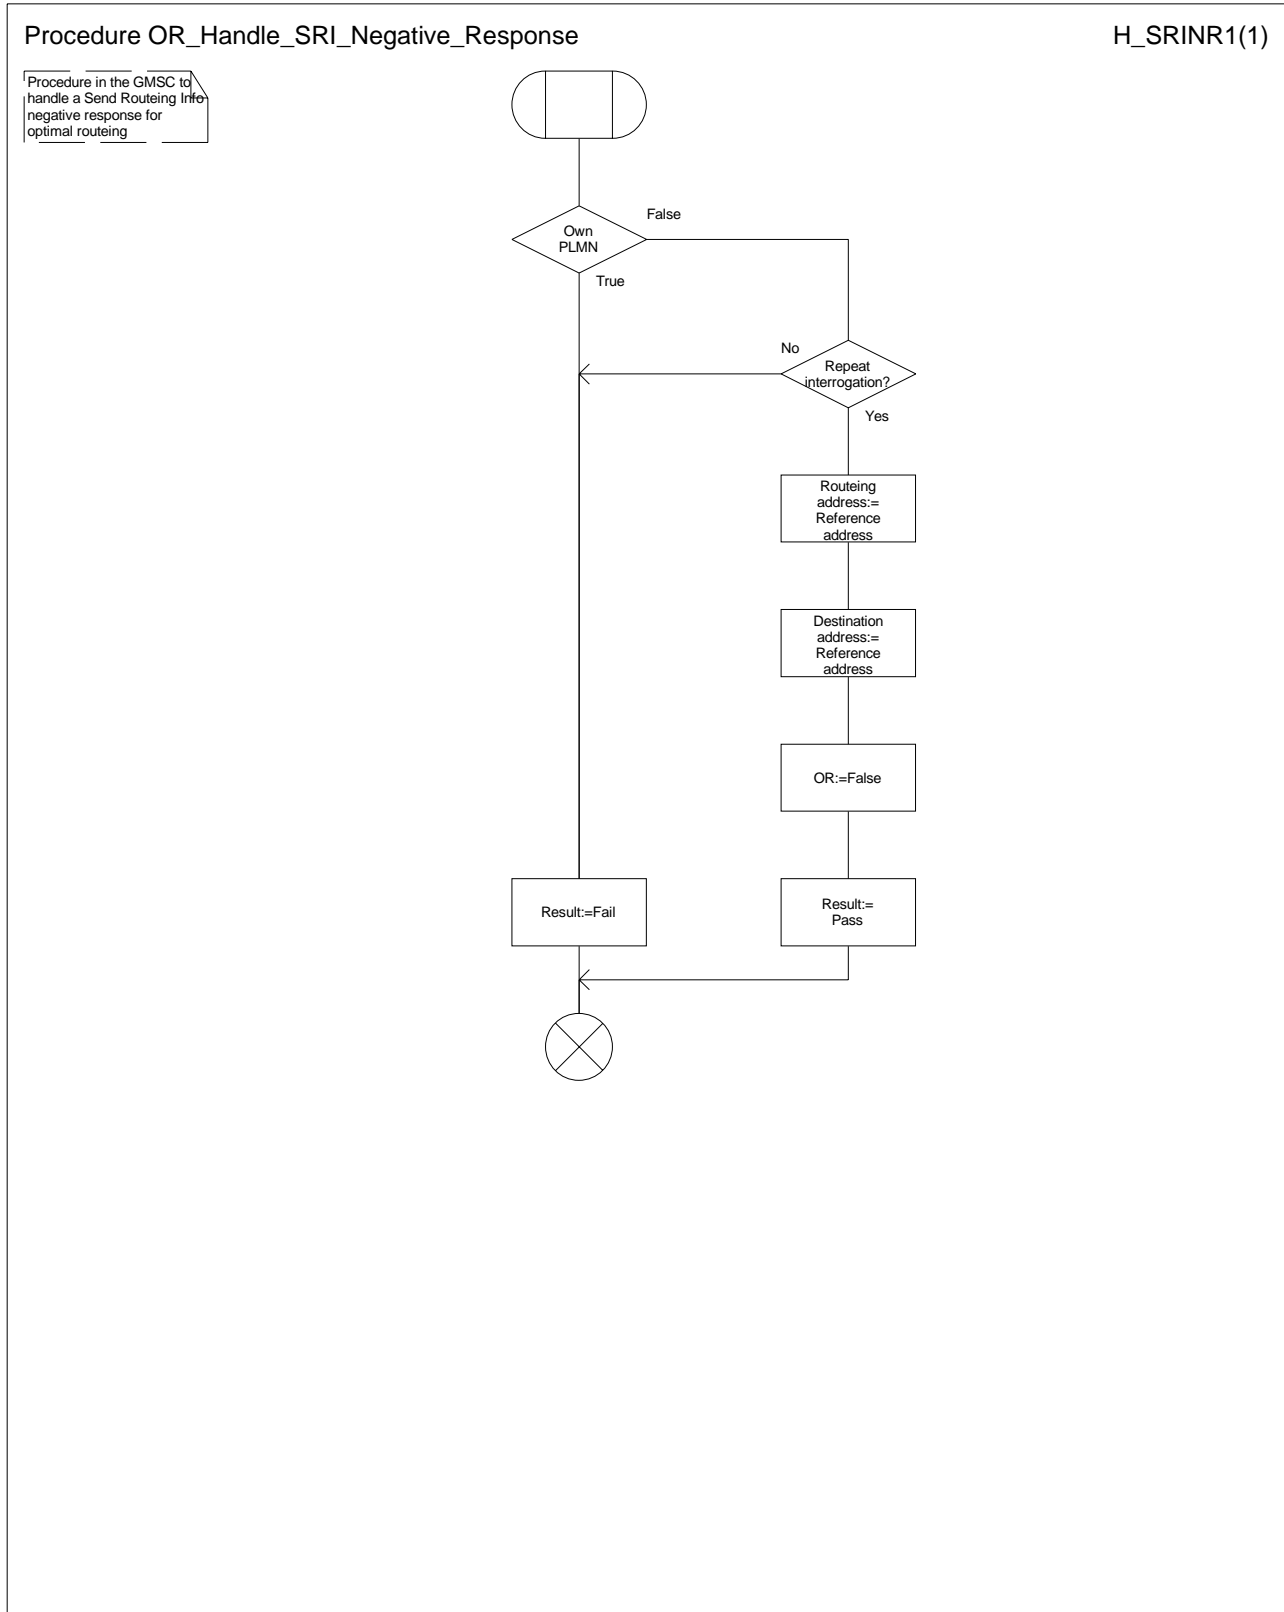 Procedure OR_Handle_SRI_Negative_Response
H_SRINR1(1)
Procedure in the GMSC to
handle a Send Routeing Info
negative response for
optimal routeing
Own
PLMN
False
True
No
Repeat
interrogation?
Yes
Routeing
address:=
Reference
address
Destination
address:=
Reference
address
OR:=False
Result:=Fail
Result:=
Pass